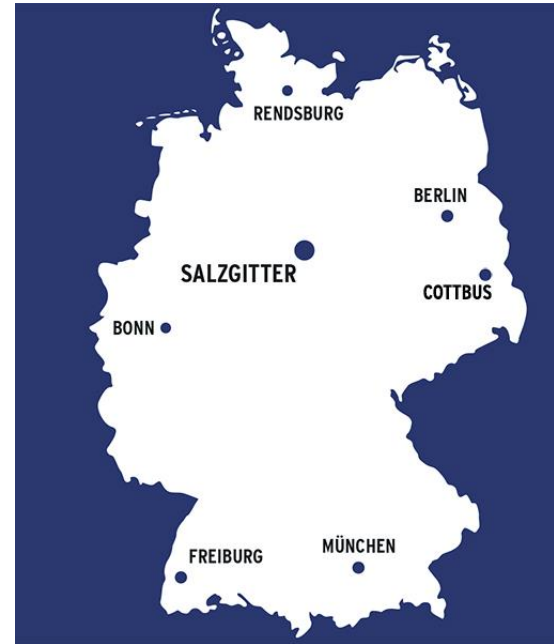 RENDSBURG
BERLIN
SALZGITTER
COTTBUS
BONN
FREIBURG
MÜNCHEN